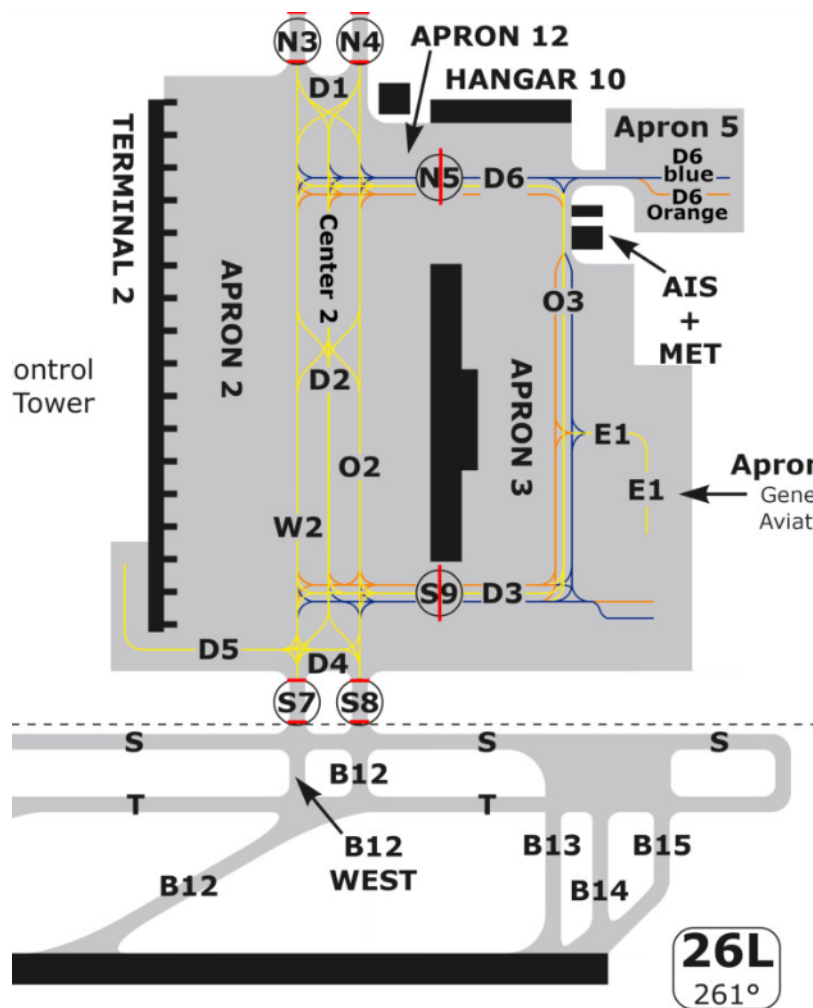 N3
N4
APRON 12
D1
HANGAR 10
TERMINAL 2
Apron 5
D6
blue
D6
Orange
N5
D6
Center 2
APRON 2
O3
AIS
+
MET
ontrol
Tower
D2
APRON 3
E1
O2
Apron
Gene
Aviat
E1
W2
S9
D3
D5
D4
S7
S8
S
S
S
B12
T
T
B12
WEST
B12
B13
B14
B15
26L
261°